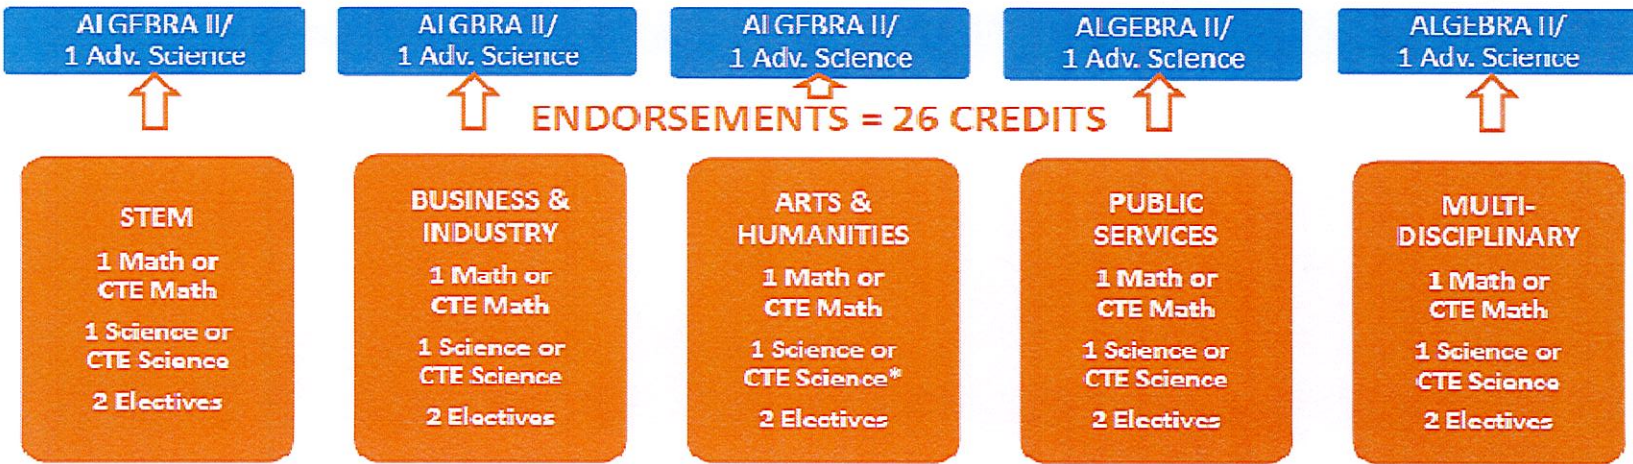 ALGEBRA II/
1 Adv. Science
ALGBRA II/
1 Adv. Science
ALGEBRA II/
1 Adv. Science
ALGEBRA II/
1 Adv. Science
ALGEBRA II/
1 Adv. Science
ENDORSEMENTS = 26 CREDITS
STEM
1 Math or
CTE Math
1 Science or
CTE Science
2 Electives
BUSINESS &
INDUSTRY
1 Math or
CTE Math
1 Science or
CTE Science
2 Electives
ARTS &
HUMANITIES
1 Math or
CTE Math
1 Science or
CTE Science*
2 Electives
PUBLIC
SERVICES
1 Math or
CTE Math
1 Science or
CTE Science
2 Electives
MULTI-
DISCIPLINARY
1 Math or
CTE Math
1 Science or
CTE Science
2 Electives